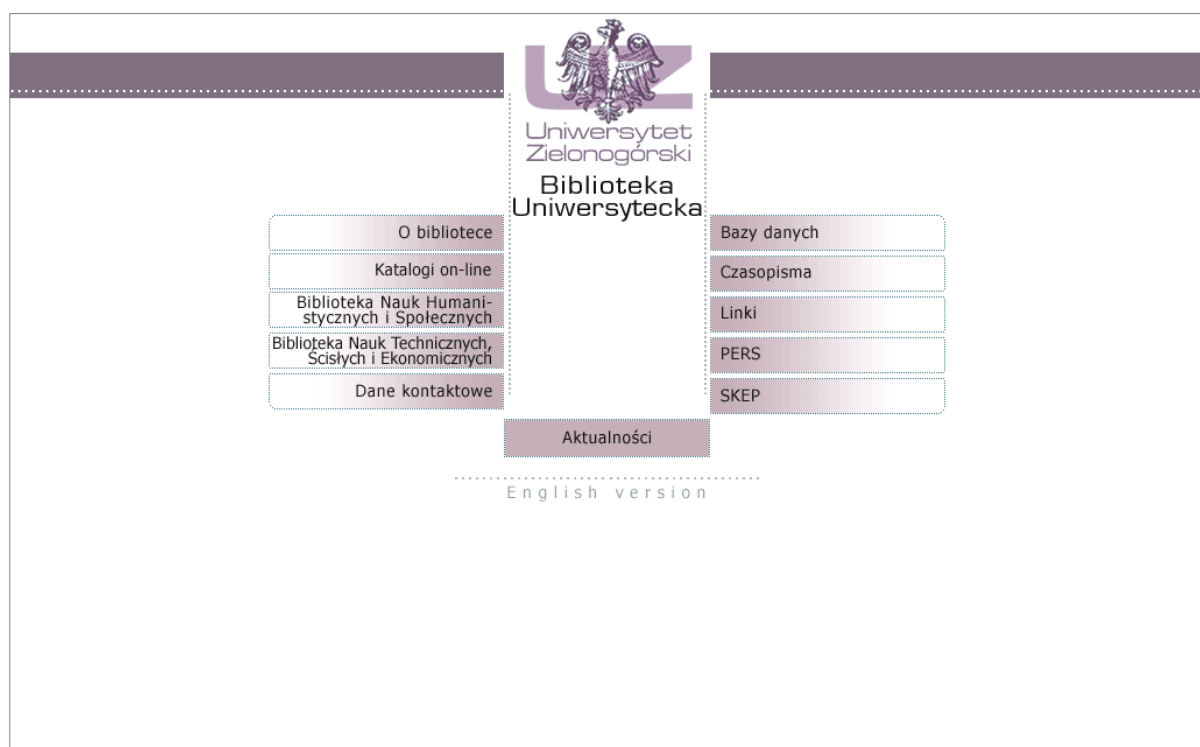 UZ
Uniwersytet
Zielonogórski
Biblioteka
Uniwersytecka
O bibliotece
Katalogi on-line
Biblioteka Nauk Humani-
stycznych i Społecznych
Biblioteka Nauk Technicznych,
Ścisłych i Ekonomicznych
Dane kontaktowe
Bazy danych
Czasopisma
Linki
PERS
SKEP
Aktualności
English version